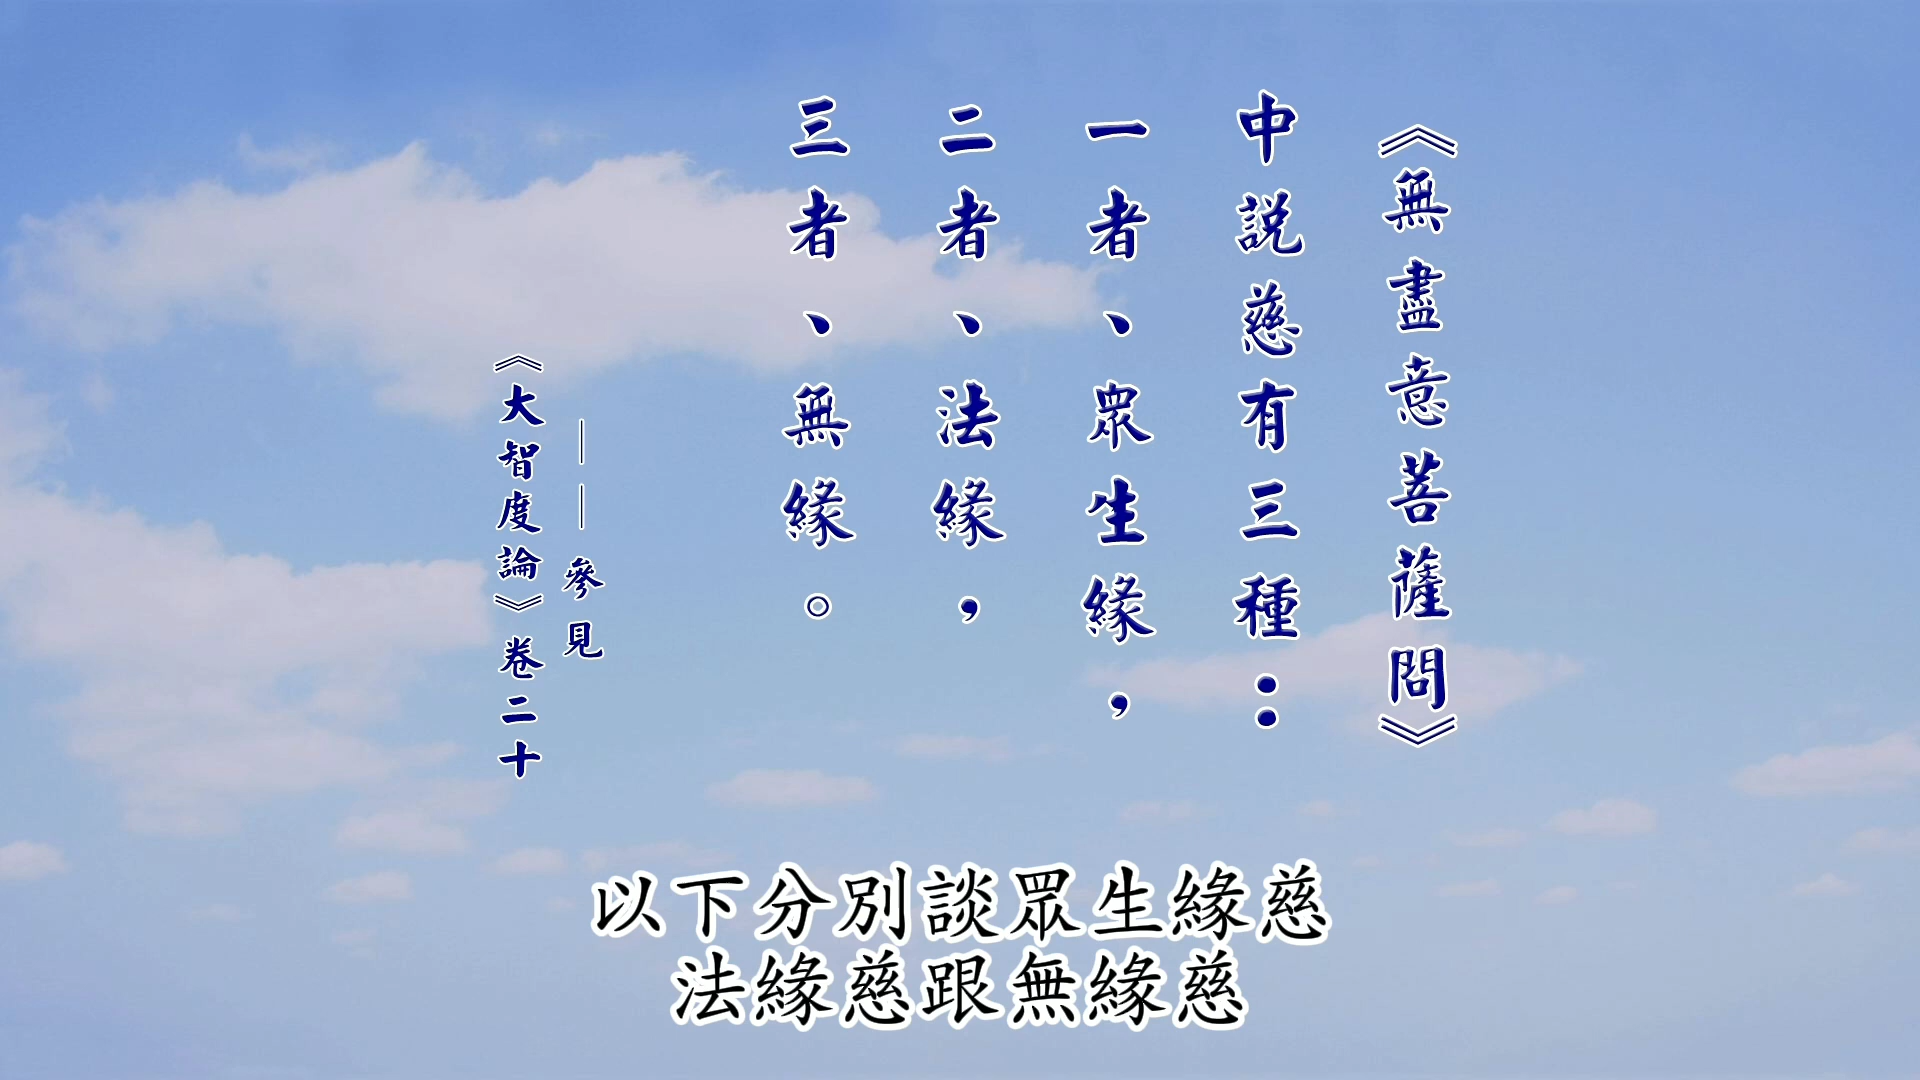 《無盡意菩薩問》
中説慈有三種：
一者、眾生緣，
二者、法緣，
三者、無緣。
——參見
《大智度論》卷二十
以下分別談眾生緣慈
法緣慈跟無緣慈